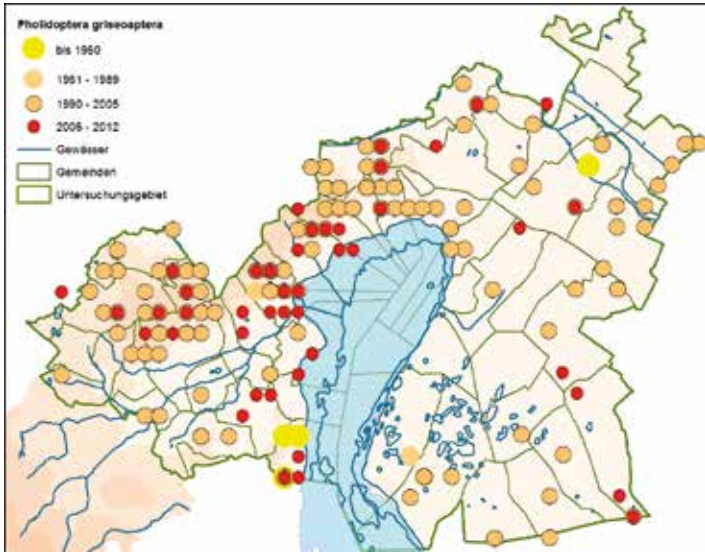 Pholidoptera griseoaptera
bis 1960
1961 - 1989
1990 - 2005
2006 - 2012
Gewässer
Gemeinden
Untersuchungsgebiet